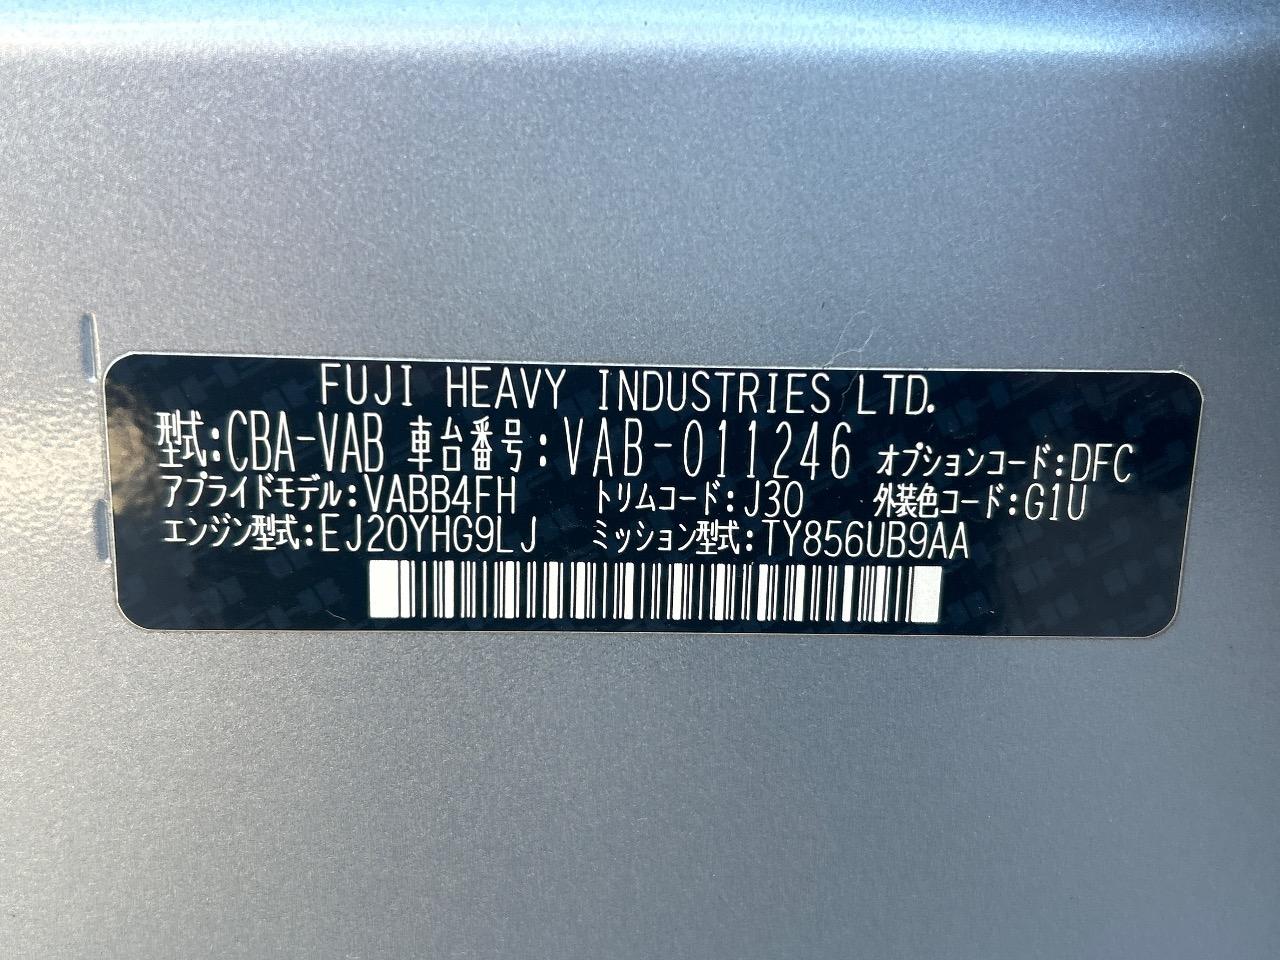 FUJI HEAVY INDUSTRIES LTD.
型式:CBA-VAB 車台番号:VAB-011246 オプションコード:DFC
アプライドモデル:VABB4FH トリムコード:J30 外装色コード:G1U
エンジン型式:EJ20YHG9LJ ミッション型式:TY856UB9AA